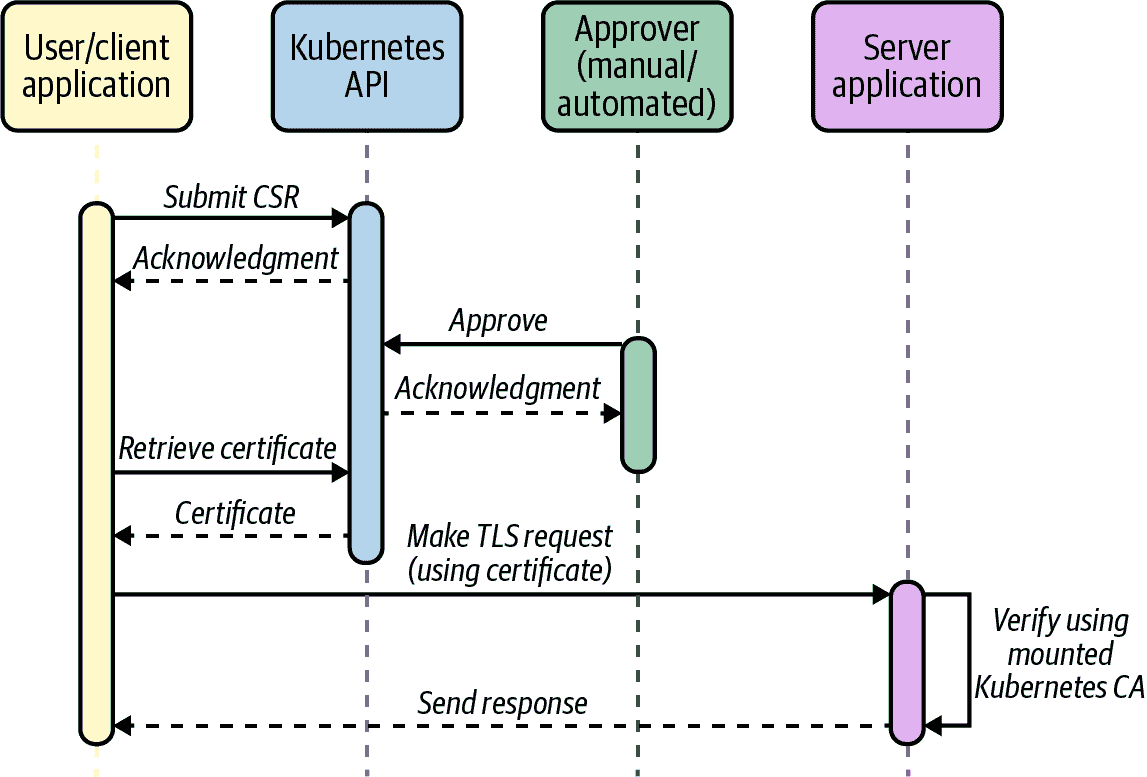 User/client
application
Kubernetes
API
Approver
(manual/
automated)
Server
application
Submit CSR
Acknowledgment
Approve
Acknowledgment
Retrieve certificate
Certificate
Make TLS request
(using certificate)
Verify using
mounted
Kubernetes CA
Send response